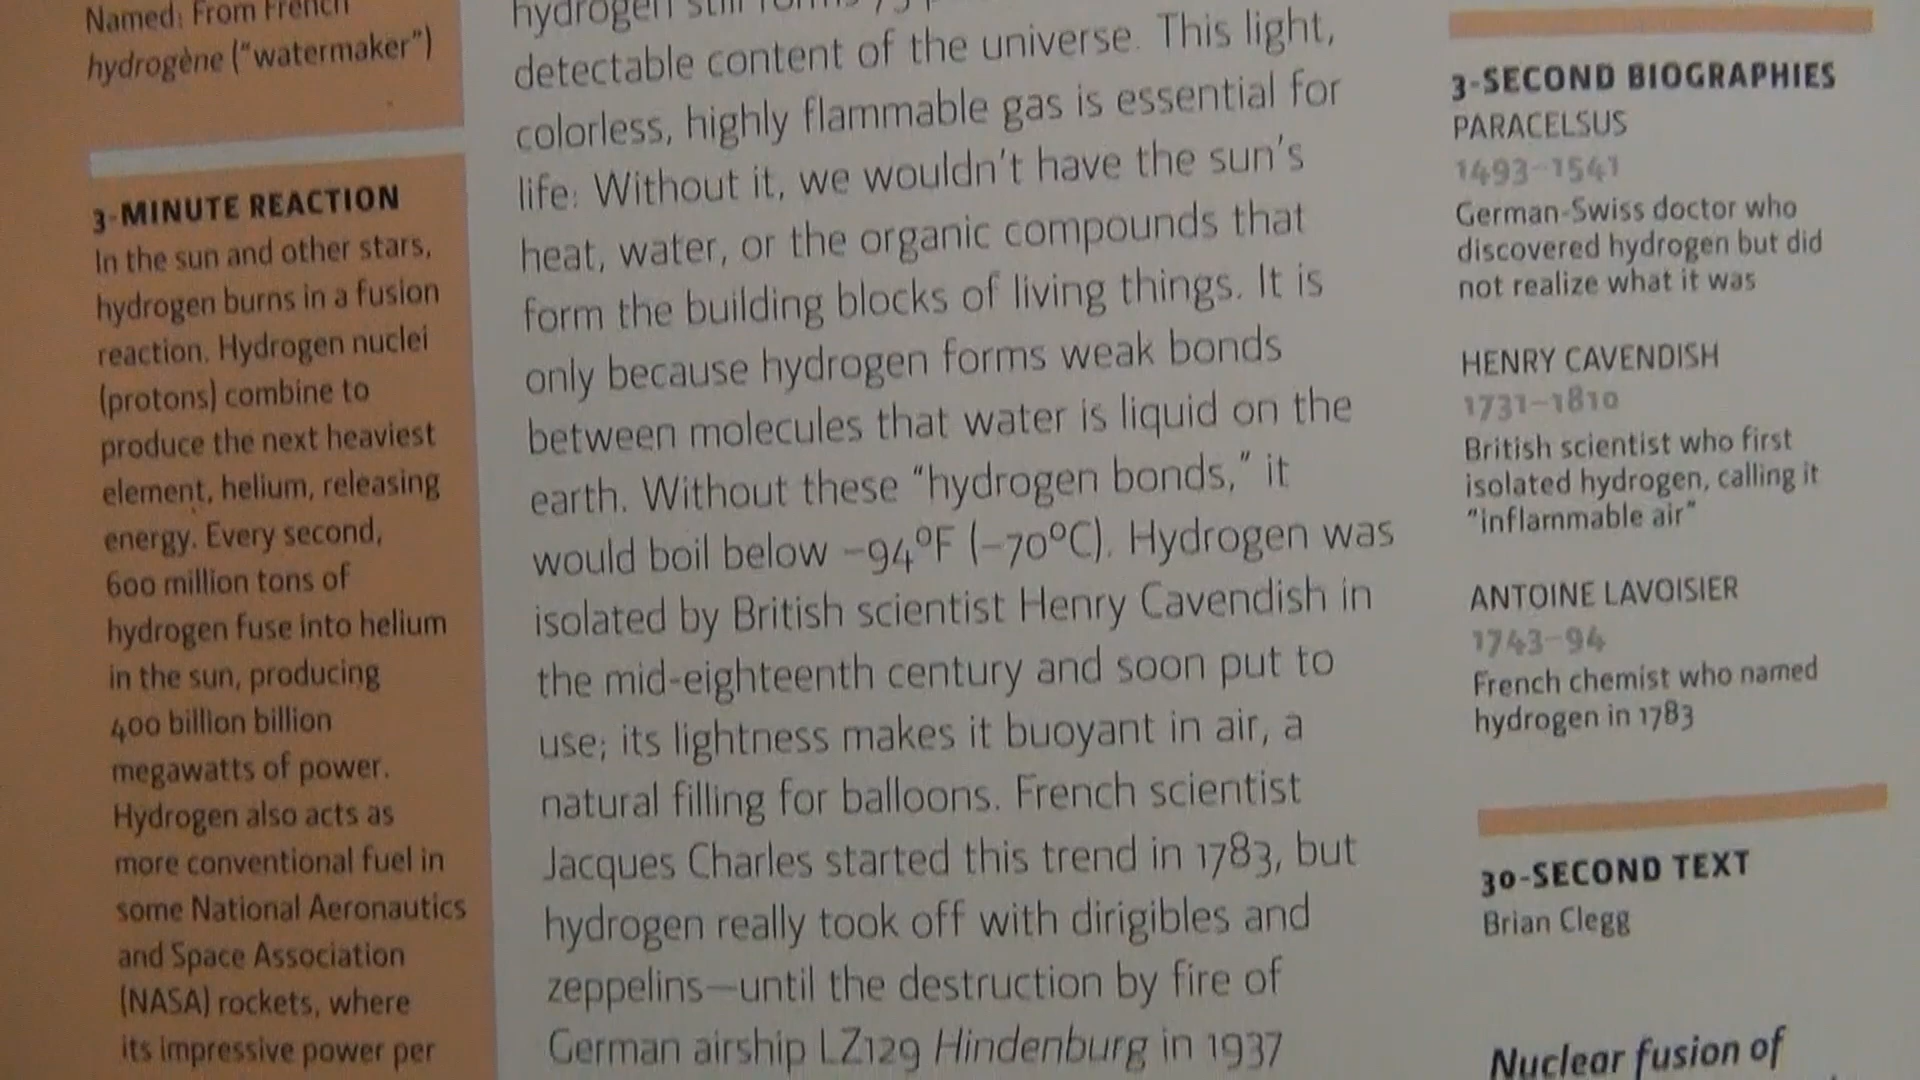 Named: From French
hydrogène ("watermaker")
3-MINUTE REACTION
In the sun and other stars,
hydrogen burns in a fusion
reaction. Hydrogen nuclei
(protons) combine to
produce the next heaviest
element, helium, releasing
energy. Every second,
600 million tons of
hydrogen fuse into helium
in the sun, producing
400 billion billion
megawatts of power.
Hydrogen also acts as
more conventional fuel in
some National Aeronautics
and Space Association
(NASA) rockets, where
its impressive power per
hydrogen still forms 75
detectable content of the universe. This light,
colorless, highly flammable gas is essential for
life: Without it, we wouldn't have the sun's
heat, water, or the organic compounds that
form the building blocks of living things. It is
only because hydrogen forms weak bonds
between molecules that water is liquid on the
earth. Without these "hydrogen bonds," it
would boil below –94°F (–70°C). Hydrogen was
isolated by British scientist Henry Cavendish in
the mid-eighteenth century and soon put to
use; its lightness makes it buoyant in air, a
natural filling for balloons. French scientist
Jacques Charles started this trend in 1783, but
hydrogen really took off with dirigibles and
zeppelins—until the destruction by fire of
German airship LZ129 Hindenburg in 1937
3-SECOND BIOGRAPHIES
PARACELSUS
1493–1541
German-Swiss doctor who
discovered hydrogen but did
not realize what it was
HENRY CAVENDISH
1731–1810
British scientist who first
isolated hydrogen, calling it
"inflammable air"
ANTOINE LAVOISIER
1743–94
French chemist who named
hydrogen in 1783
30-SECOND TEXT
Brian Clegg
Nuclear fusion of